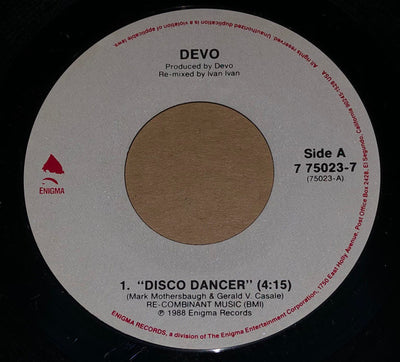 DEVO
Produced by Devo
Re-mixed by Ivan Ivan
Side A
7 75023-7
(75023-A)
ENIGMA
1. "DISCO DANCER" (4:15)
(Mark Mothersbaugh & Gerald V. Casale)
RE-COMBINANT MUSIC (BMI)
℗ 1988 Enigma Records
ENIGMA RECORDS, a division of The Enigma Entertainment Corporation, 1750 East Holly Avenue, Post Office Box 2428, El Segundo, California 90245-1528 USA.
All rights reserved. Unauthorized duplication is a violation of applicable laws.